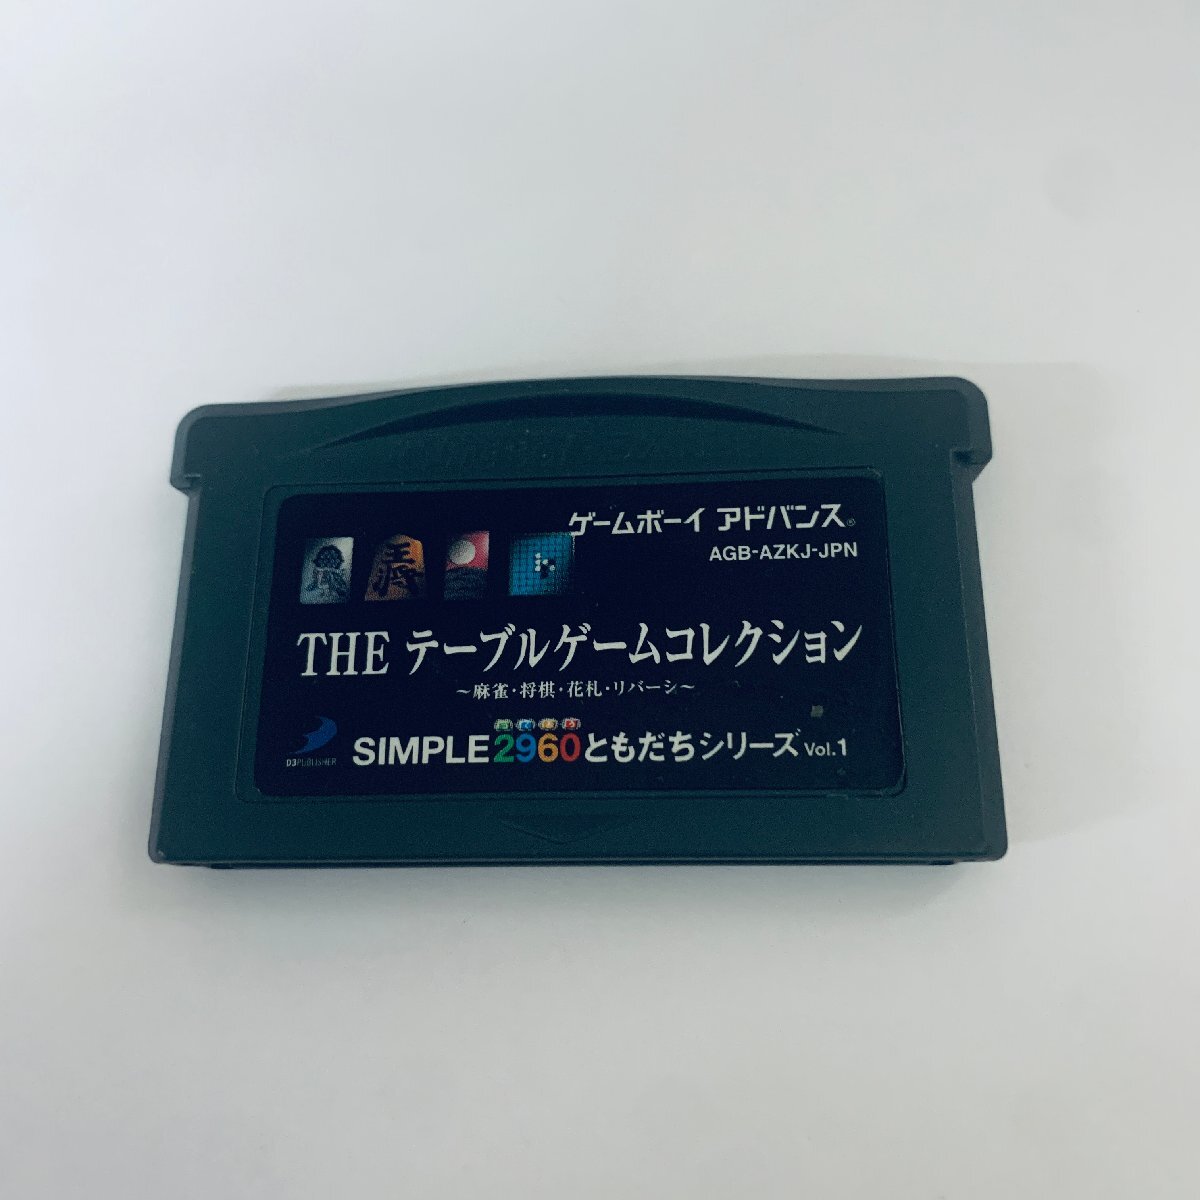 ゲームボーイ アドバンス®
AGB-AZKJ-JPN
THE テーブルゲームコレクション
～麻雀・将棋・花札・リバーシ～
D3PUBLISHER
SIMPLE2960ともだちシリーズ Vol.1